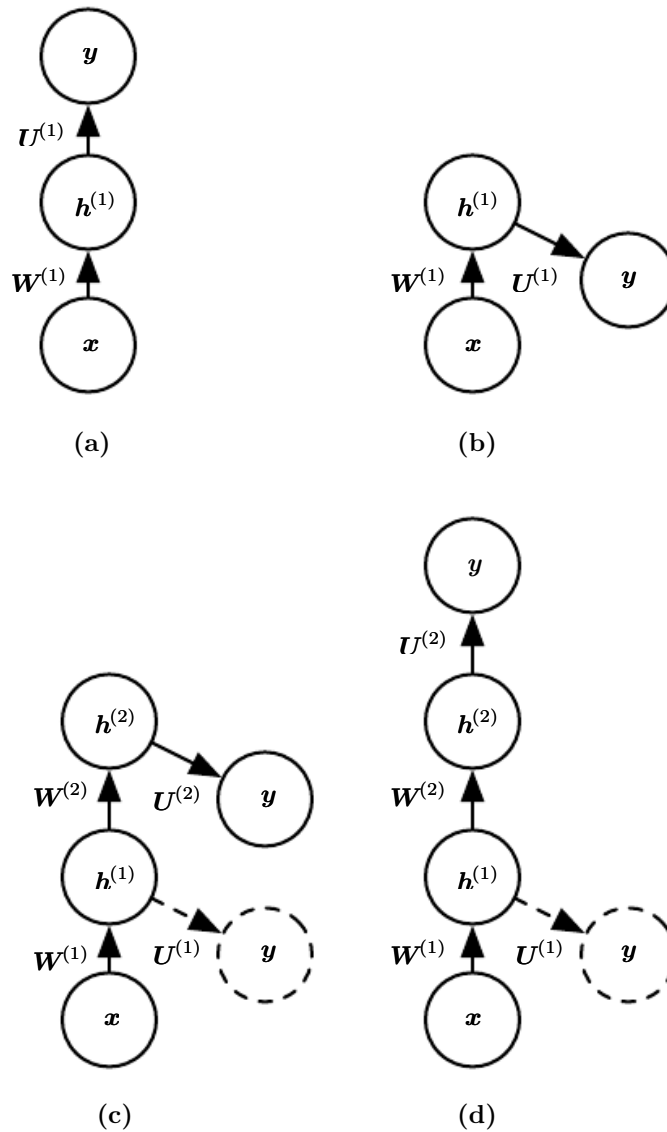 y
U^(1)
h^(1)
W^(1)
x
(a)
h^(1)
W^(1) U^(1) y
x
(b)
h^(2)
W^(2) U^(2) y
h^(1)
W^(1) U^(1) y
x
(c)
y
U^(2)
h^(2)
W^(2)
h^(1)
W^(1) U^(1) y
x
(d)